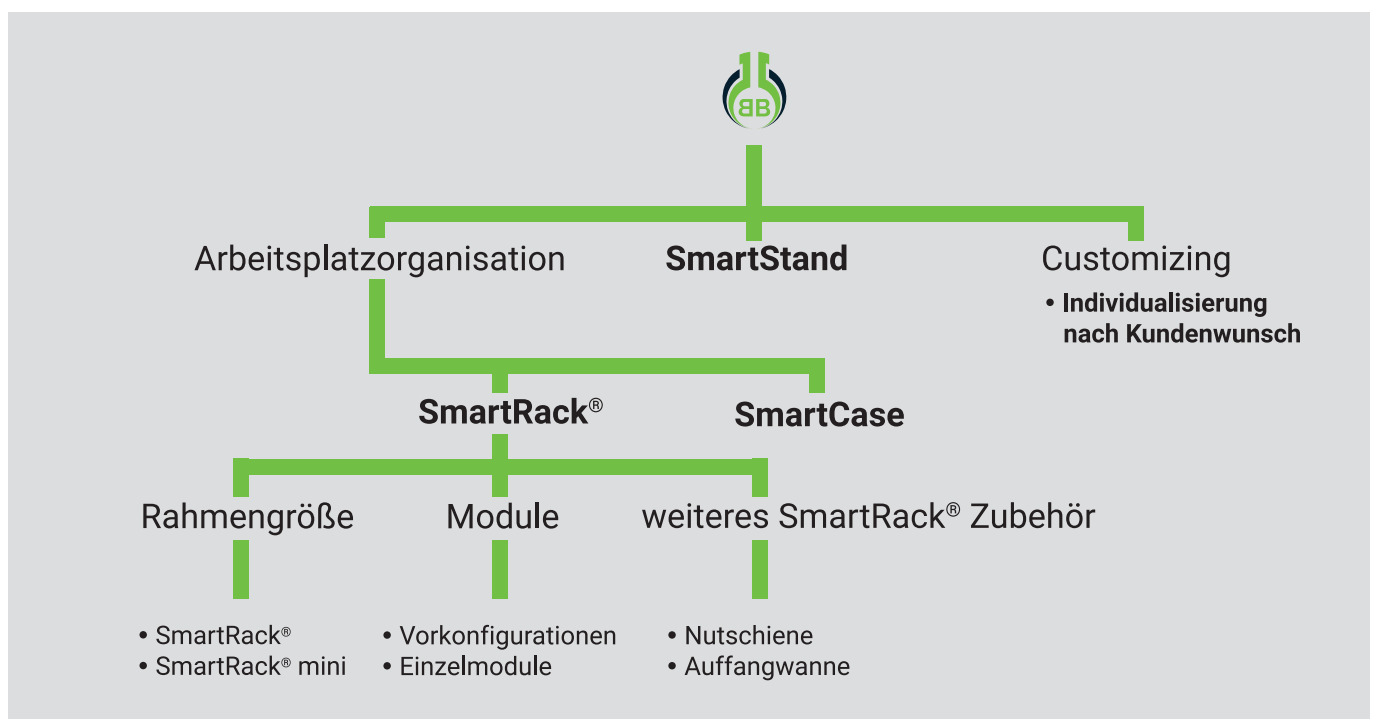 BB
Arbeitsplatzorganisation
SmartStand
Customizing
• Individualisierung
nach Kundenwunsch
SmartRack®
SmartCase
Rahmengröße
Module
weiteres SmartRack® Zubehör
• SmartRack®
• SmartRack® mini
• Vorkonfigurationen
• Einzelmodule
• Nutschiene
• Auffangwanne